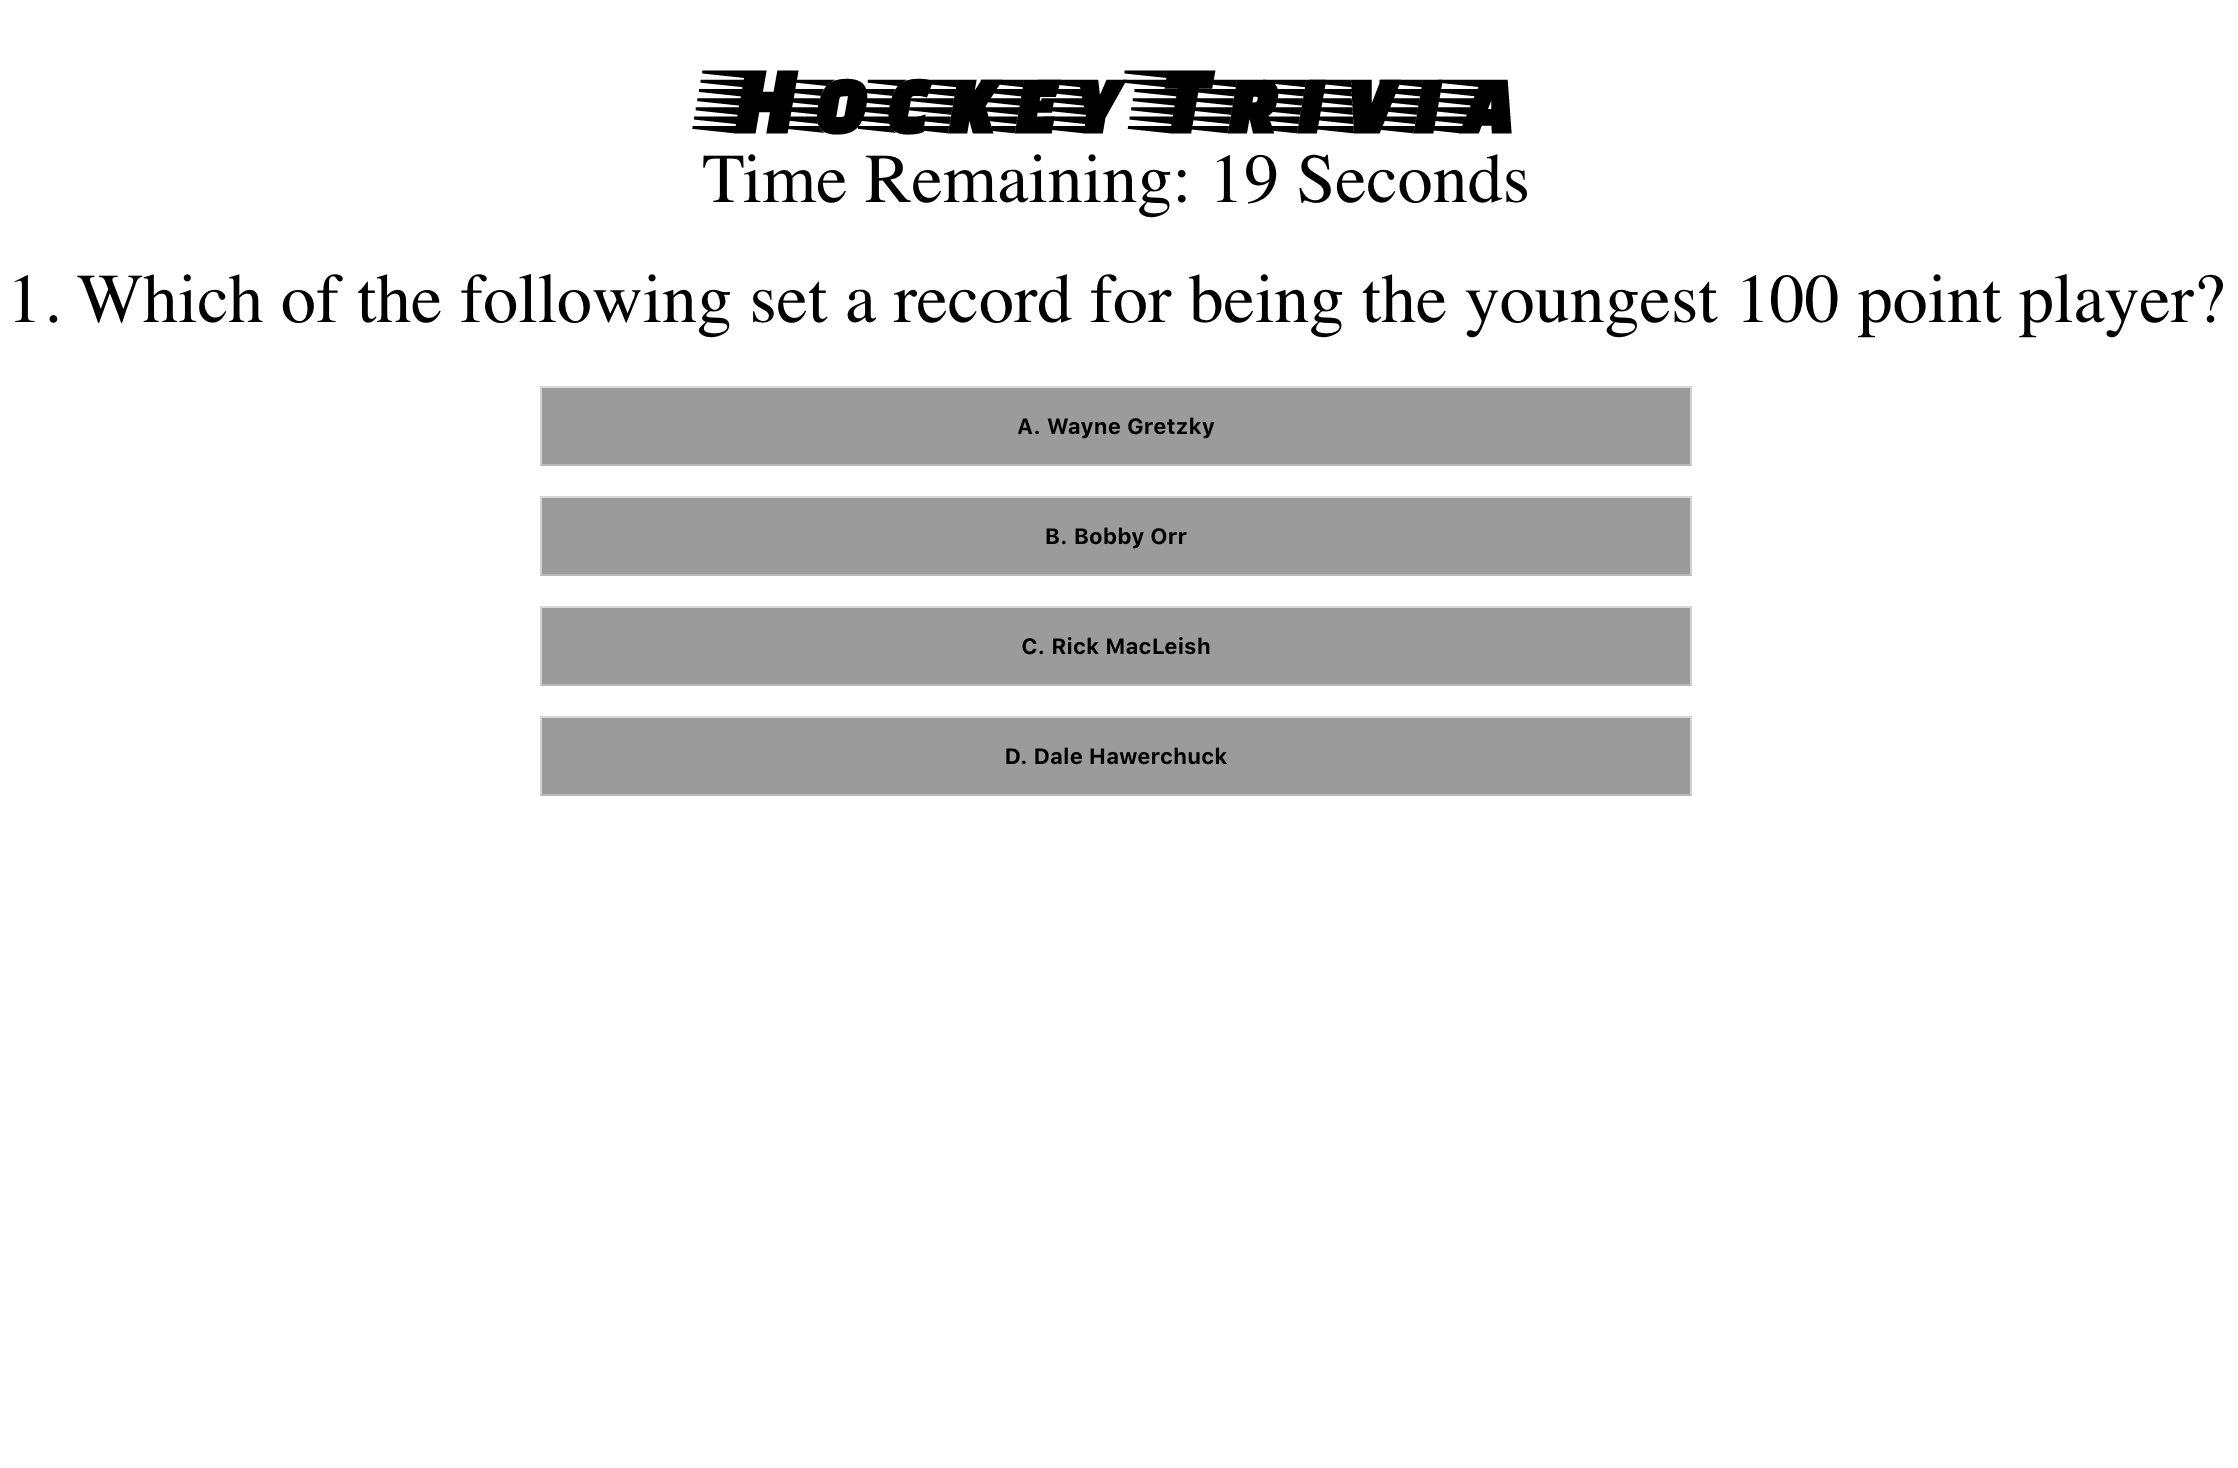 Hockey Trivia
Time Remaining: 19 Seconds
1. Which of the following set a record for being the youngest 100 point player?
A. Wayne Gretzky
B. Bobby Orr
C. Rick MacLeish
D. Dale Hawerchuck